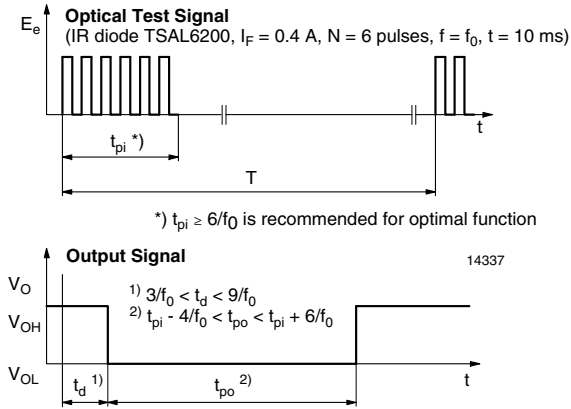 Optical Test Signal
(IR diode TSAL6200, I_F = 0.4 A, N = 6 pulses, f = f_0, t = 10 ms)
E_e
t
t_pi *)
T
*) t_pi ≥ 6/f0 is recommended for optimal function
Output Signal
14337
V_O
V_OH
V_OL
1) 3/f_0 < t_d < 9/f_0
2) t_pi - 4/f_0 < t_po < t_pi + 6/f_0
t_d 1)
t_po 2)
t